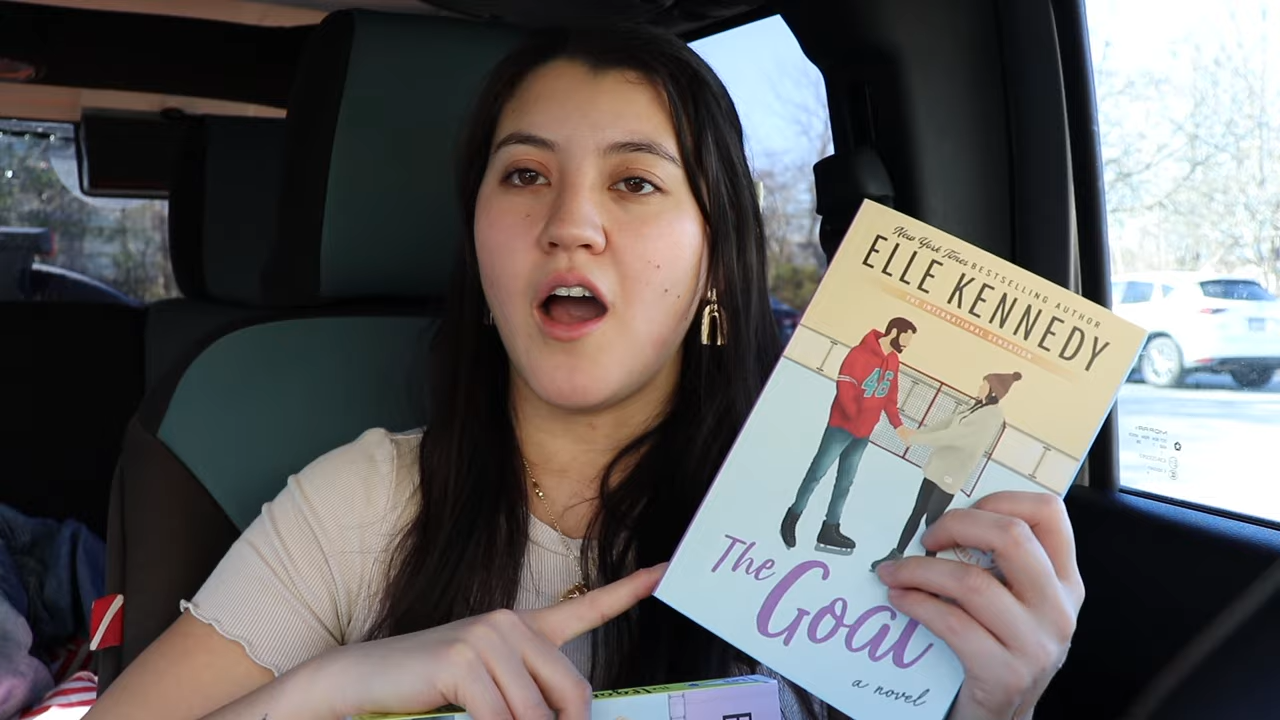 New York Times BESTSELLING AUTHOR
ELLE KENNEDY
THE INTERNATIONAL SENSATION
46
The
Goal
a novel